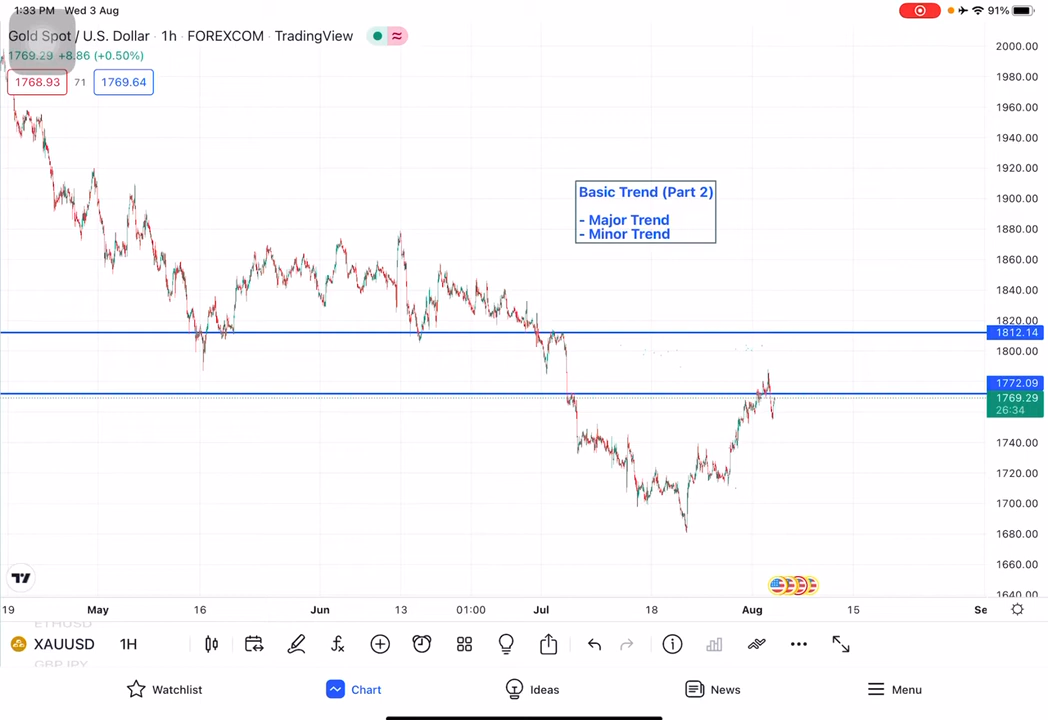 1:33 PM Wed 3 Aug
91%
Gold Spot / U.S. Dollar · 1h · FOREXCOM · TradingView
1769.29 +8.86 (+0.50%)
1768.93 71 1769.64
2000.00
1980.00
1960.00
1940.00
1920.00
1900.00
1880.00
1860.00
1840.00
1820.00
1812.14
1800.00
1772.09
1769.29
26:34
1740.00
1720.00
1700.00
1680.00
1660.00
1640.00
Basic Trend (Part 2)
- Major Trend
- Minor Trend
19 May 16 Jun 13 01:00 Jul 18 Aug 15 Se
ETHUSD
XAUUSD 1H
GBPJPY
Watchlist Chart Ideas News Menu